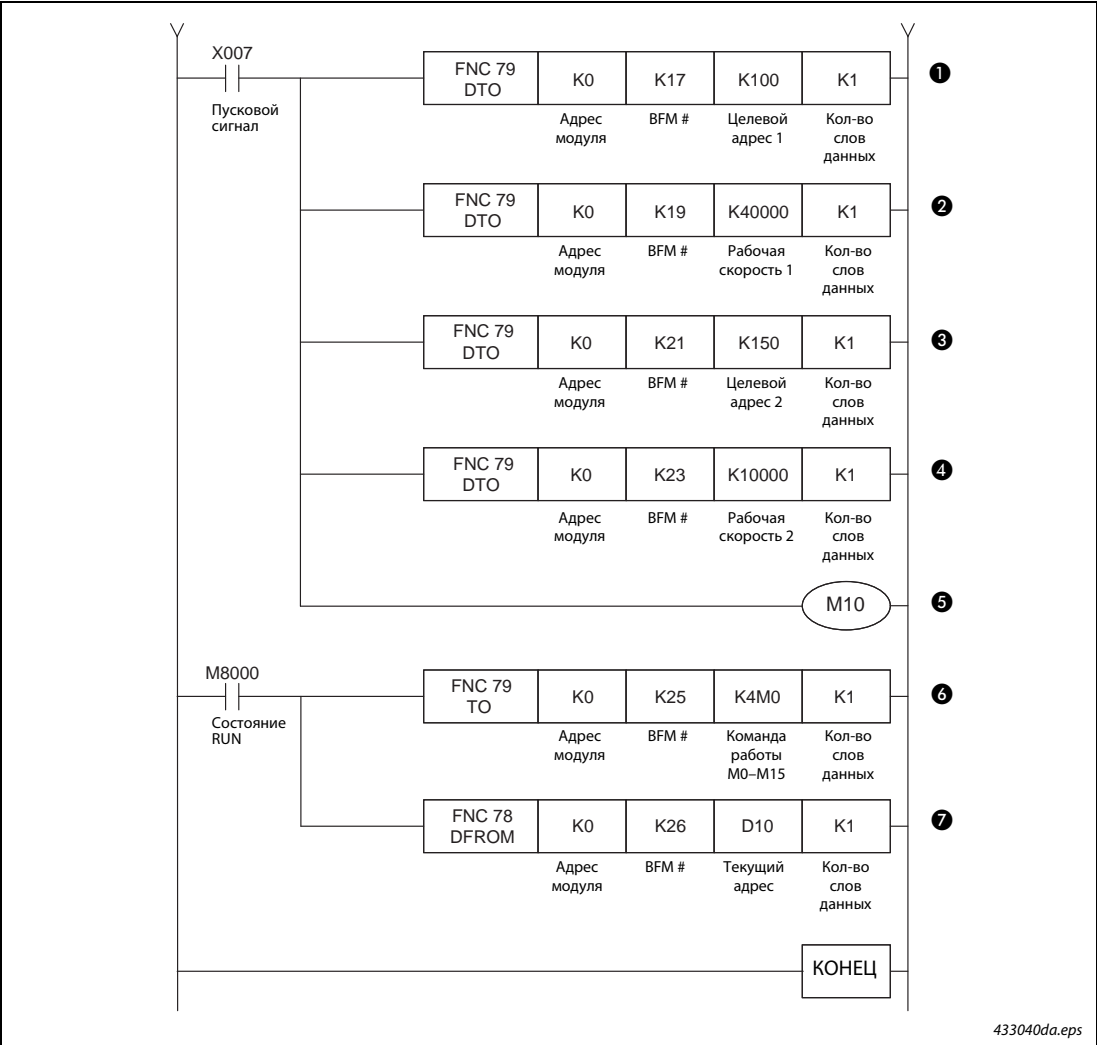 X007
Пусковой
сигнал
FNC 79
DTO
K0
K17
K100
K1
❶
Адрес
модуля
BFM #
Целевой
адрес 1
Кол-во
слов
данных
FNC 79
DTO
K0
K19
K40000
K1
❷
Адрес
модуля
BFM #
Рабочая
скорость 1
Кол-во
слов
данных
FNC 79
DTO
K0
K21
K150
K1
❸
Адрес
модуля
BFM #
Целевой
адрес 2
Кол-во
слов
данных
FNC 79
DTO
K0
K23
K10000
K1
❹
Адрес
модуля
BFM #
Рабочая
скорость 2
Кол-во
слов
данных
M10
❺
M8000
Состояние
RUN
FNC 79
TO
K0
K25
K4M0
K1
❻
Адрес
модуля
BFM #
Команда
работы
M0–M15
Кол-во
слов
данных
FNC 78
DFROM
K0
K26
D10
K1
❼
Адрес
модуля
BFM #
Текущий
адрес
Кол-во
слов
данных
КОНЕЦ
433040da.eps